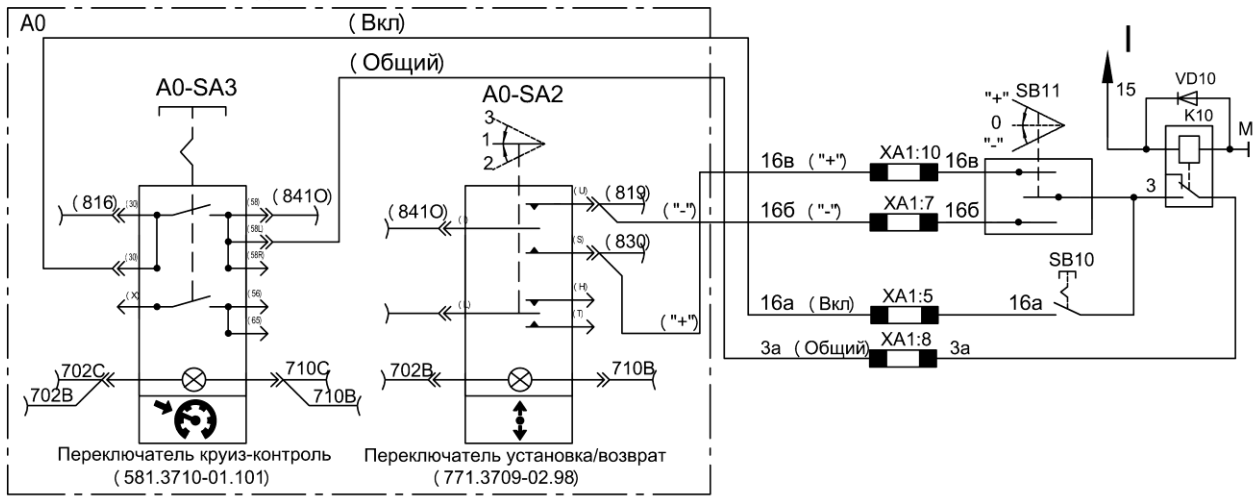 А0
( Вкл)
( Общий)
I
A0-SA3
A0-SA2
3
1
2
SB11
"+"
0
"-"
15
VD10
K10
М
16в ("+")
XA1:10
16в
( 816)
(30)
(58)
( 841О)
(58L)
(30)
(58R)
( 841О)
(U)
( 819)
( "-")
16б ("-")
XA1:7
16б
3
(S)
( 830)
( X)
(56)
(65)
(L)
( H)
( T)
( "+")
SB10
16а ( Вкл)
XA1:5
16а
3а ( Общий)
XA1:8
3а
702С
702В
710С
710В
702В
710В
Переключатель круиз-контроль
( 581.3710-01.101)
Переключатель установка/возврат
( 771.3709-02.98)